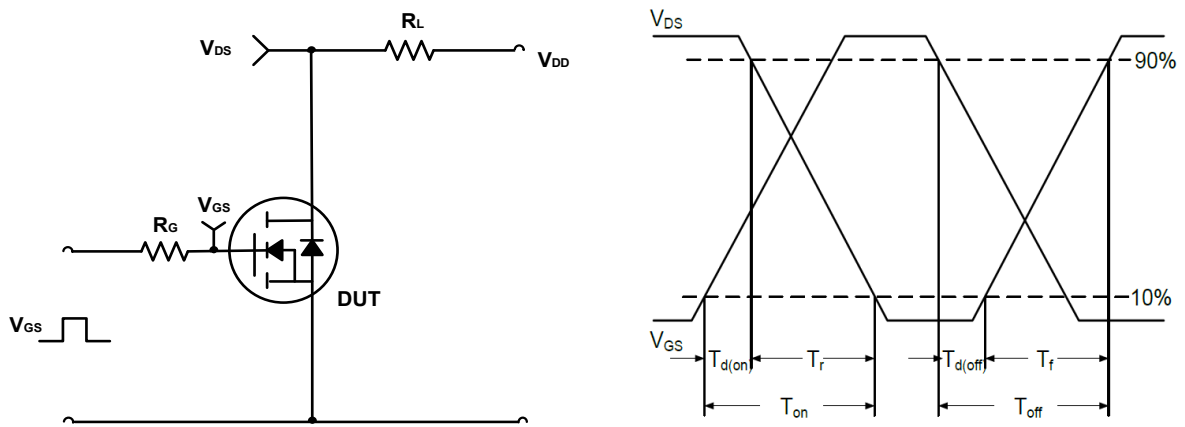 RL
VDS
VDD
VGS
RG
DUT
VGS
VDS
90%
10%
VGS
Td(on)
Tr
Td(off)
Tf
Ton
Toff